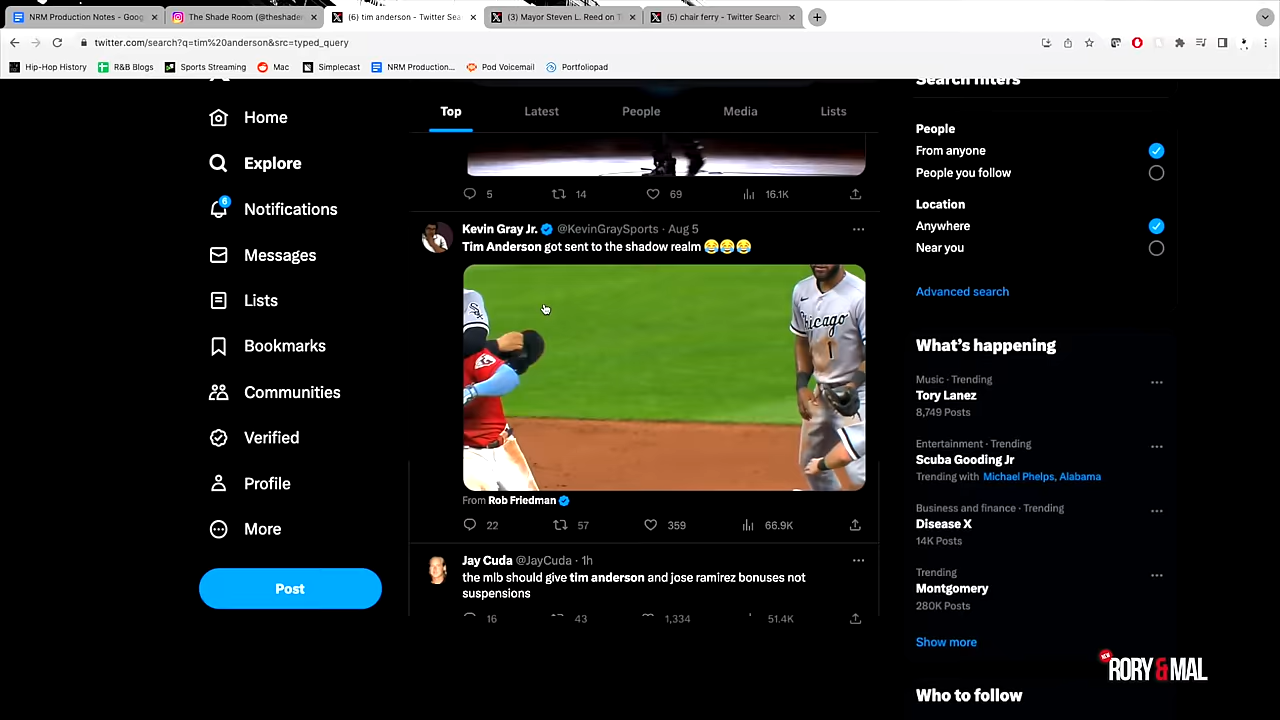 NRM Production Notes - Goog
The Shade Room (@theshade
(6) tim anderson - Twitter Sea
(3) Mayor Steven L. Reed on T
(5) chair ferry - Twitter Search
twitter.com/search?q=tim%20anderson&src=typed_query
Hip-Hop History
R&B Blogs
Sports Streaming
Mac
Simplecast
NRM Production...
Pod Voicemail
Portfoliopad
Home
Explore
6
Notifications
Messages
Lists
Bookmarks
Communities
Verified
Profile
More
Post
Top
Latest
People
Media
Lists
5
14
69
16.1K
Kevin Gray Jr. @KevinGraySports · Aug 5
Tim Anderson got sent to the shadow realm 😂😂😂
Chicago
1
From Rob Friedman
22
57
359
66.9K
Jay Cuda @JayCuda · 1h
the mlb should give tim anderson and jose ramirez bonuses not
suspensions
16
43
1,334
51.4K
Search filters
People
From anyone
People you follow
Location
Anywhere
Near you
Advanced search
What's happening
Music · Trending
Tory Lanez
8,749 Posts
Entertainment · Trending
Scuba Gooding Jr
Trending with Michael Phelps, Alabama
Business and finance · Trending
Disease X
14K Posts
Trending
Montgomery
280K Posts
Show more
NEW
RORY & MAL
Who to follow